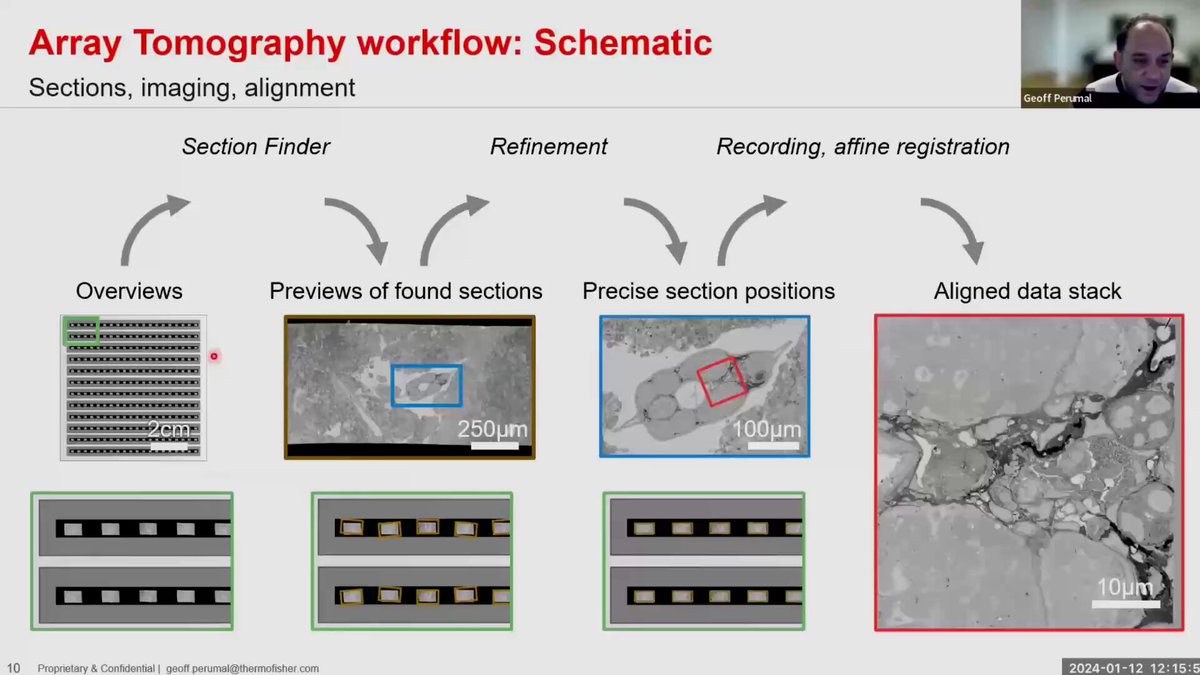 Array Tomography workflow: Schematic
Sections, imaging, alignment
Geoff Perumal
Section Finder
Refinement
Recording, affine registration
Overviews
Previews of found sections
Precise section positions
Aligned data stack
2cm
250µm
100µm
10µm
10 Proprietary & Confidential | geoff.perumal@thermofisher.com
2024-01-12 12:15:5